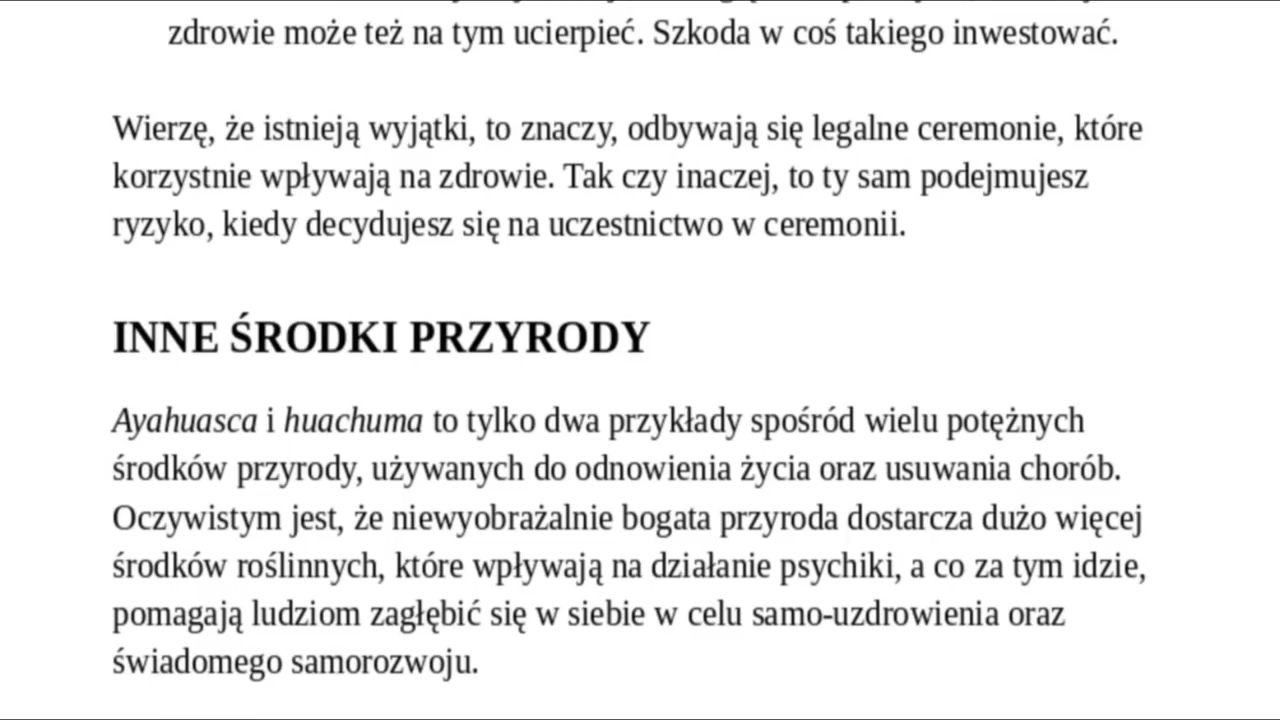 zdrowie może też na tym ucierpieć. Szkoda w coś takiego inwestować.
Wierzę, że istnieją wyjątki, to znaczy, odbywają się legalne ceremonie, które
korzystnie wpływają na zdrowie. Tak czy inaczej, to ty sam podejmujesz
ryzyko, kiedy decydujesz się na uczestnictwo w ceremonii.
INNE ŚRODKI PRZYRODY
Ayahuasca i huachuma to tylko dwa przykłady spośród wielu potężnych
środków przyrody, używanych do odnowienia życia oraz usuwania chorób.
Oczywistym jest, że niewyobrażalnie bogata przyroda dostarcza dużo więcej
środków roślinnych, które wpływają na działanie psychiki, a co za tym idzie,
pomagają ludziom zagłębić się w siebie w celu samo-uzdrowienia oraz
świadomego samorozwoju.